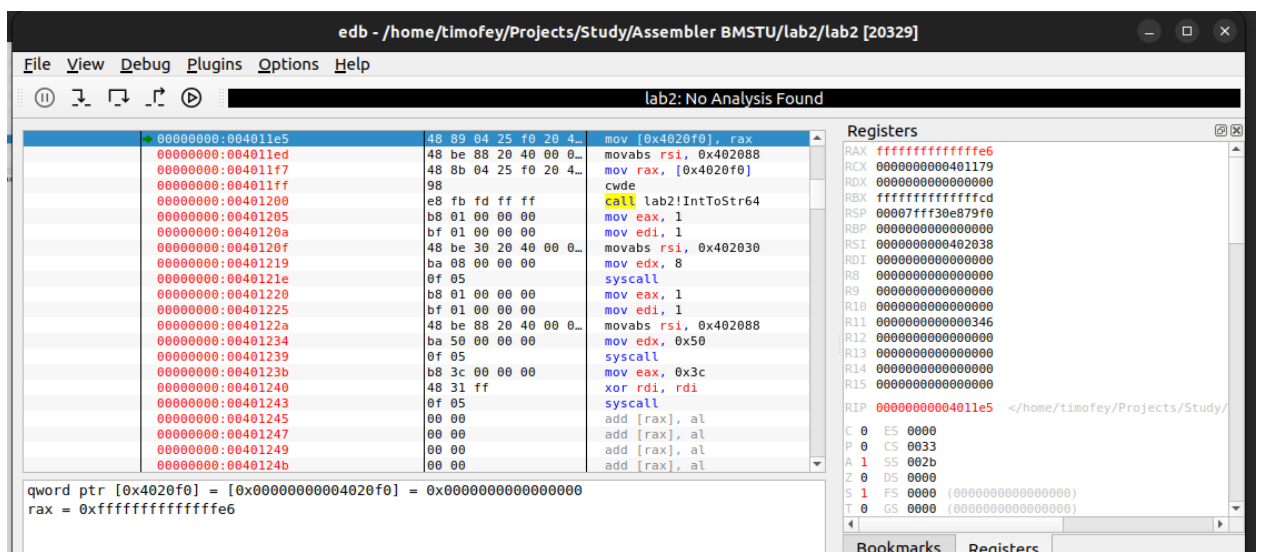 edb - /home/timofey/Projects/Study/Assembler BMSTU/lab2/lab2 [20329]
File View Debug Plugins Options Help
lab2: No Analysis Found
00000000:004011e5 48 89 04 25 f0 20 4… mov [0x4020f0], rax
00000000:004011ed 48 be 88 20 40 00 0… movabs rsi, 0x402088
00000000:004011f7 48 8b 04 25 f0 20 4… mov rax, [0x4020f0]
00000000:004011ff 98 cwde
00000000:00401200 e8 fb fd ff ff call lab2!IntToStr64
00000000:00401205 b8 01 00 00 00 mov eax, 1
00000000:0040120a bf 01 00 00 00 mov edi, 1
00000000:0040120f 48 be 30 20 40 00 0… movabs rsi, 0x402030
00000000:00401219 ba 08 00 00 00 mov edx, 8
00000000:0040121e 0f 05 syscall
00000000:00401220 b8 01 00 00 00 mov eax, 1
00000000:00401225 bf 01 00 00 00 mov edi, 1
00000000:0040122a 48 be 88 20 40 00 0… movabs rsi, 0x402088
00000000:00401234 ba 50 00 00 00 mov edx, 0x50
00000000:00401239 0f 05 syscall
00000000:0040123b b8 3c 00 00 00 mov eax, 0x3c
00000000:00401240 48 31 ff xor rdi, rdi
00000000:00401243 0f 05 syscall
00000000:00401245 00 00 add [rax], al
00000000:00401247 00 00 add [rax], al
00000000:00401249 00 00 add [rax], al
00000000:0040124b 00 00 add [rax], al
qword ptr [0x4020f0] = [0x00000000004020f0] = 0x0000000000000000
rax = 0xffffffffffffffe6
Registers
RAX ffffffffffffffe6
RCX 0000000000401179
RDX 0000000000000000
RBX ffffffffffffffcd
RSP 00007fff30e879f0
RBP 0000000000000000
RSI 0000000000402038
RDI 0000000000000000
R8 0000000000000000
R9 0000000000000000
R10 0000000000000000
R11 0000000000000346
R12 0000000000000000
R13 0000000000000000
R14 0000000000000000
R15 0000000000000000
RIP 00000000004011e5 </home/timofey/Projects/Study/
C 0 ES 0000
P 0 CS 0033
A 1 SS 002b
Z 0 DS 0000
S 1 FS 0000 (0000000000000000)
T 0 GS 0000 (0000000000000000)
Bookmarks Registers